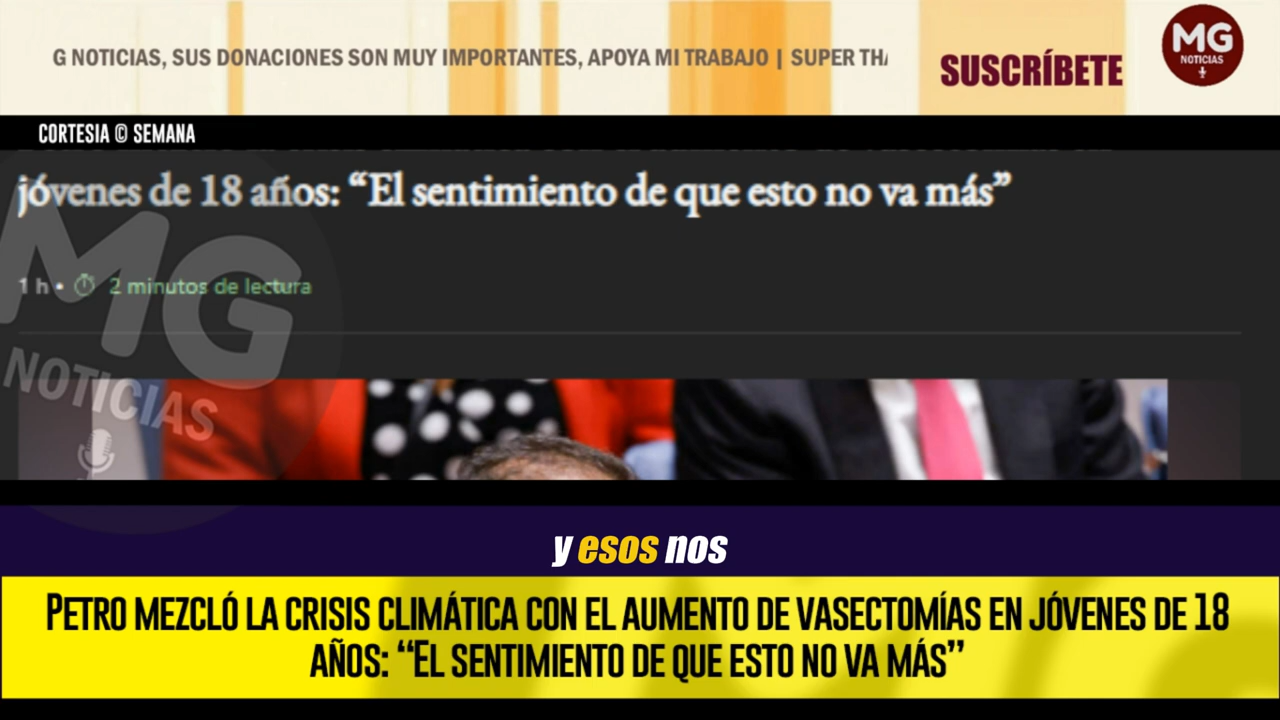 G NOTICIAS, SUS DONACIONES SON MUY IMPORTANTES, APOYA MI TRABAJO | SUPER THA
SUSCRÍBETE
MG
NOTICIAS
CORTESIA © SEMANA
jóvenes de 18 años: “El sentimiento de que esto no va más”
1 h • 2 minutos de lectura
MG
NOTICIAS
y esos nos
PETRO MEZCLÓ LA CRISIS CLIMÁTICA CON EL AUMENTO DE VASECTOMÍAS EN JÓVENES DE 18
AÑOS: “EL SENTIMIENTO DE QUE ESTO NO VA MÁS”